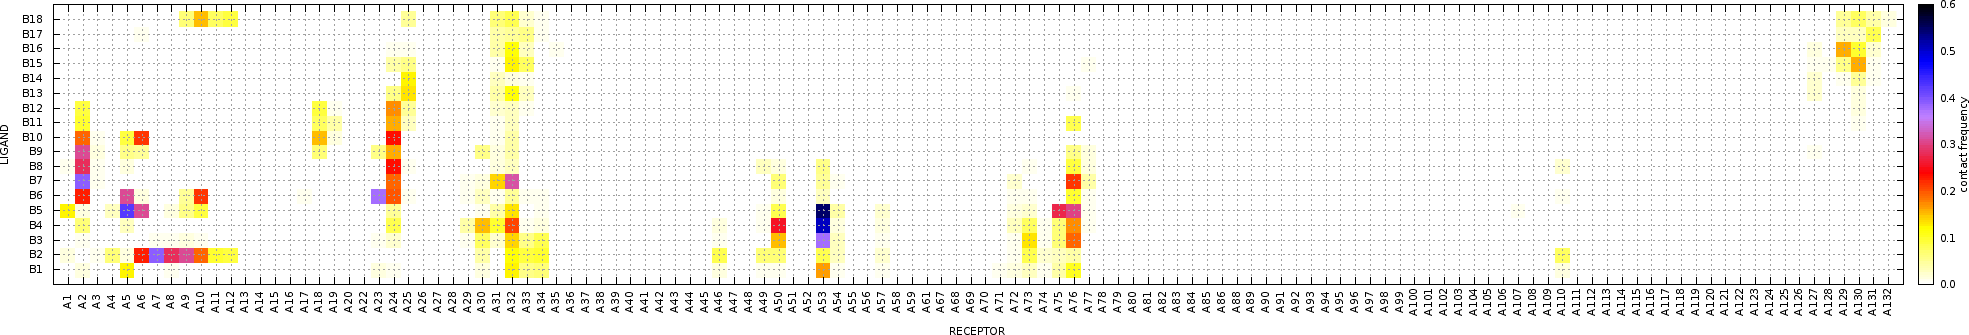 B18
B17
B16
B15
B14
B13
B12
B11
B10
B9
B8
B7
B6
B5
B4
B3
B2
B1
LIGAND
A1 A2 A3 A4 A5 A6 A7 A8 A9 A10 A11 A12 A13 A14 A15 A16 A17 A18 A19 A20 A22 A23 A24 A25 A26 A27 A28 A29 A30 A31 A32 A33 A34 A35 A36 A37 A38 A39 A40 A41 A42 A43 A44 A45 A46 A47 A48 A49 A50 A51 A52 A53 A54 A55 A56 A57 A58 A59 A61 A67 A68 A69 A70 A71 A72 A73 A74 A75 A76 A77 A78 A79 A80 A81 A82 A84 A85 A86 A87 A88 A89 A90 A91 A92 A93 A94 A95 A96 A97 A98 A99 A100 A101 A102 A103 A104 A105 A106 A107 A108 A109 A110 A111 A112 A113 A114 A115 A116 A117 A118 A119 A120 A121 A122 A123 A124 A125 A126 A127 A128 A129 A130 A131 A132
RECEPTOR
0.6
0.5
0.4
0.3
0.2
0.1
0.0
contact frequency